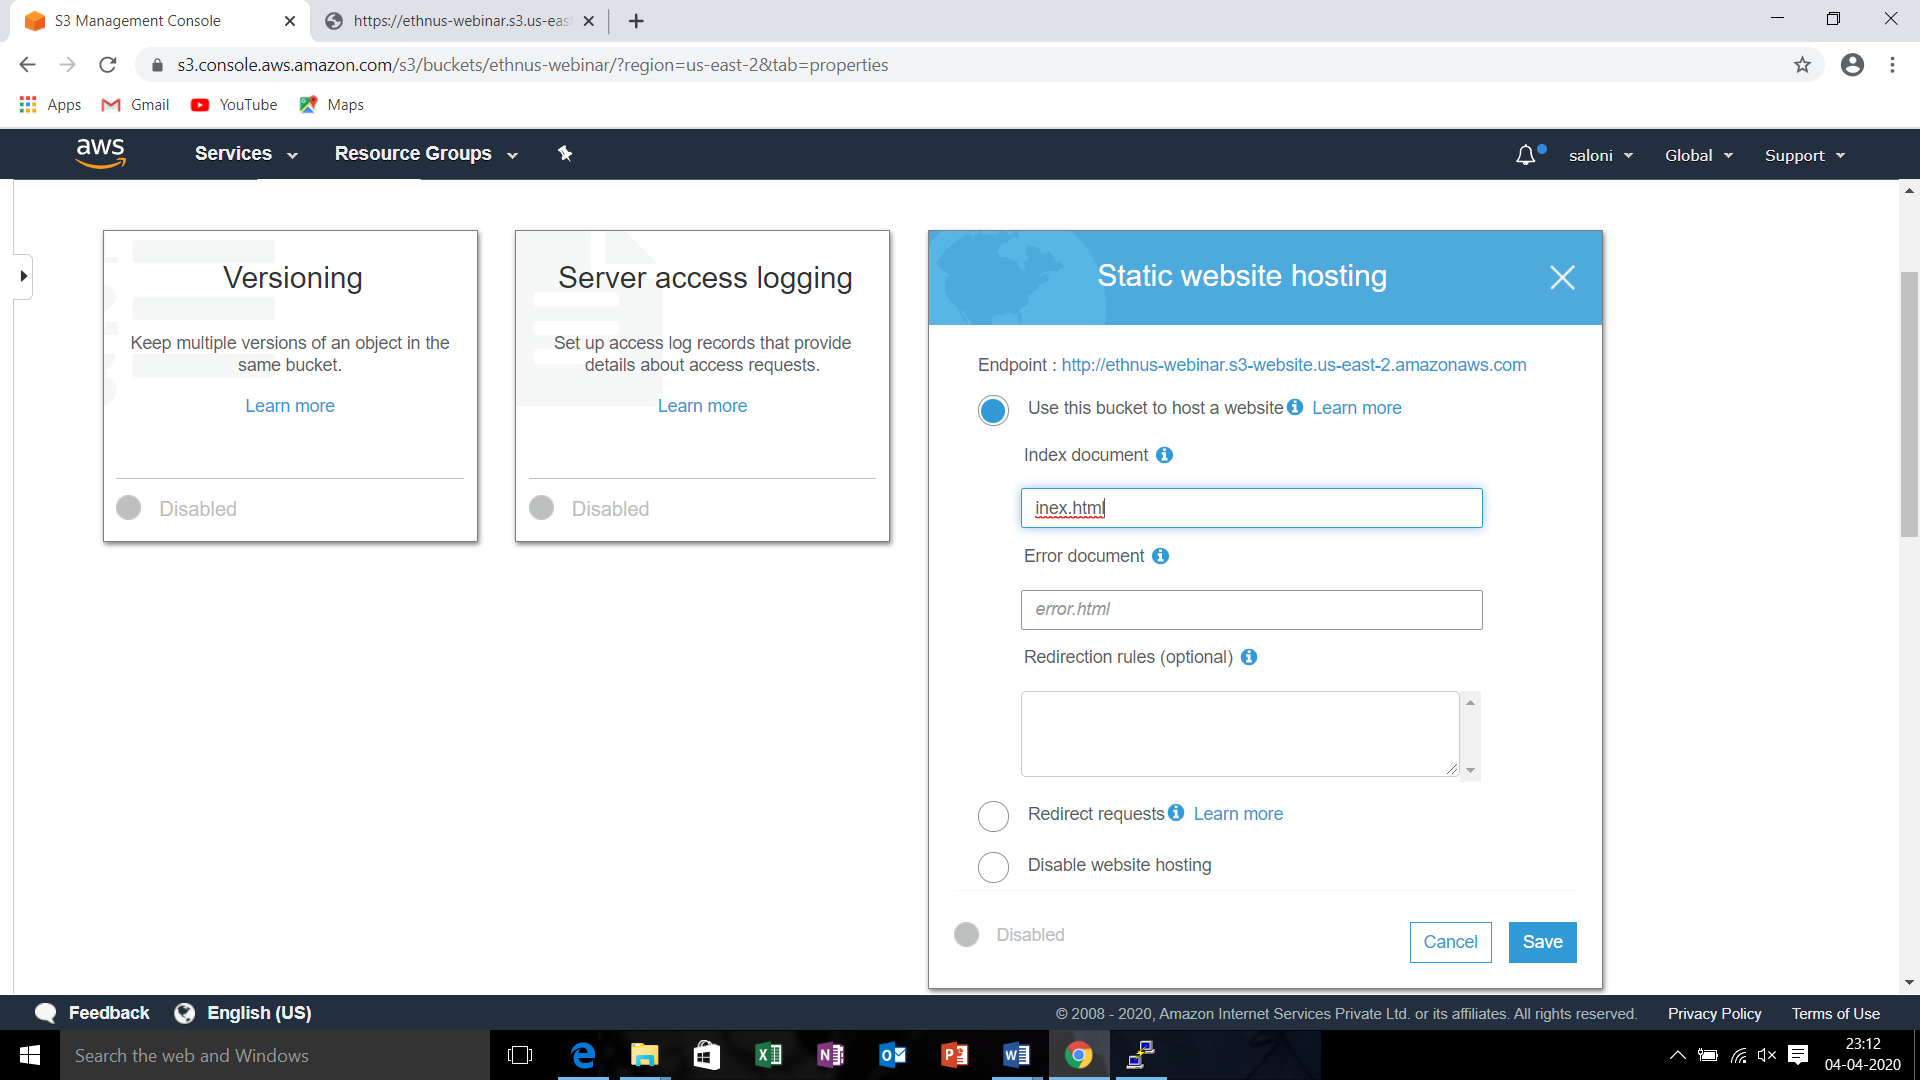 S3 Management Console
https://ethnus-webinar.s3.us-eas
s3.console.aws.amazon.com/s3/buckets/ethnus-webinar/?region=us-east-2&tab=properties
Apps
Gmail
YouTube
Maps
aws
Services
Resource Groups
saloni
Global
Support
Versioning
Keep multiple versions of an object in the
same bucket.
Learn more
Disabled
Server access logging
Set up access log records that provide
details about access requests.
Learn more
Disabled
Static website hosting
Endpoint : http://ethnus-webinar.s3-website.us-east-2.amazonaws.com
Use this bucket to host a website Learn more
Index document
inex.html
Error document
error.html
Redirection rules (optional)
Redirect requests Learn more
Disable website hosting
Disabled
Cancel
Save
Feedback
English (US)
© 2008 - 2020, Amazon Internet Services Private Ltd. or its affiliates. All rights reserved.
Privacy Policy
Terms of Use
Search the web and Windows
23:12
04-04-2020